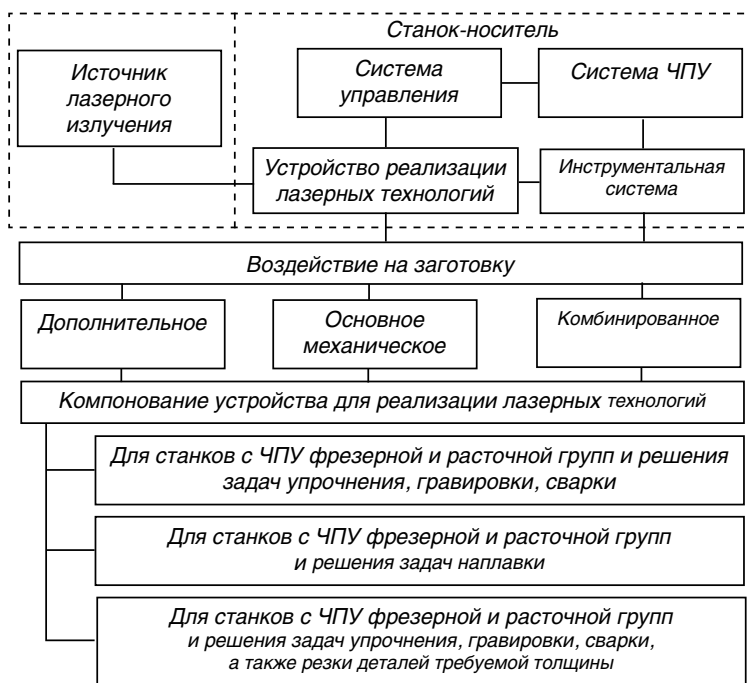 Станок-носитель
Источник
лазерного
излучения
Система
управления
Система ЧПУ
Устройство реализации
лазерных технологий
Инструментальная
система
Воздействие на заготовку
Дополнительное
Основное
механическое
Комбинированное
Компонование устройства для реализации лазерных технологий
Для станков с ЧПУ фрезерной и расточной групп и решения
задач упрочнения, гравировки, сварки
Для станков с ЧПУ фрезерной и расточной групп
и решения задач наплавки
Для станков с ЧПУ фрезерной и расточной групп
и решения задач упрочнения, гравировки, сварки,
а также резки деталей требуемой толщины